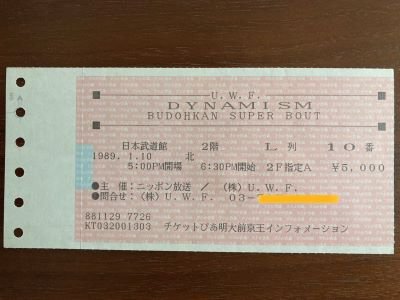 U.W.F.
DYNAMISM
BUDOHKAN SUPER BOUT
日本武道館 2階 L 列 10 番
1989. 1.10 北
5:00PM開場 6:30PM開始 2F指定A ¥5,000
●主 催:ニッポン放送 / (株)U.W.F.
●問合せ:(株)U.W.F. 03-
881129 7726
KT032001303 チケットぴあ明大前京王インフォメーション